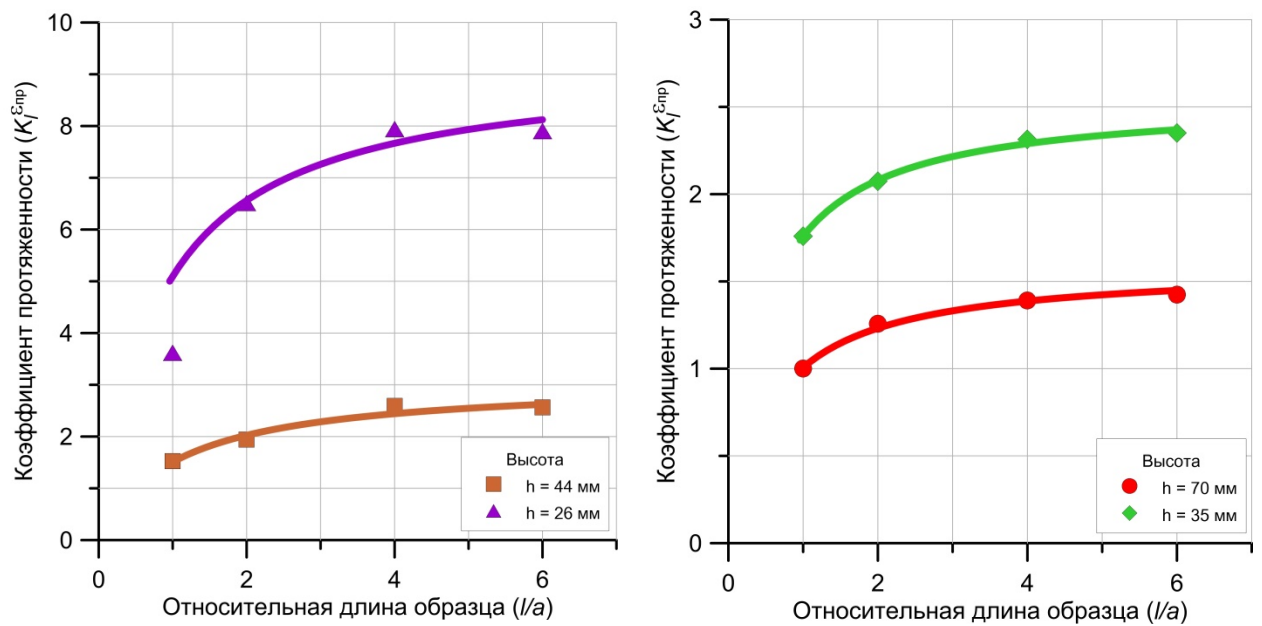 Коэффициент протяженности (Kₗ^εпр)
10
8
6
4
2
0
0 2 4 6
Относительная длина образца (l/a)
Высота
h = 44 мм
h = 26 мм
Коэффициент протяженности (Kₗ^εпр)
3
2
1
0
0 2 4 6
Относительная длина образца (l/a)
Высота
h = 70 мм
h = 35 мм